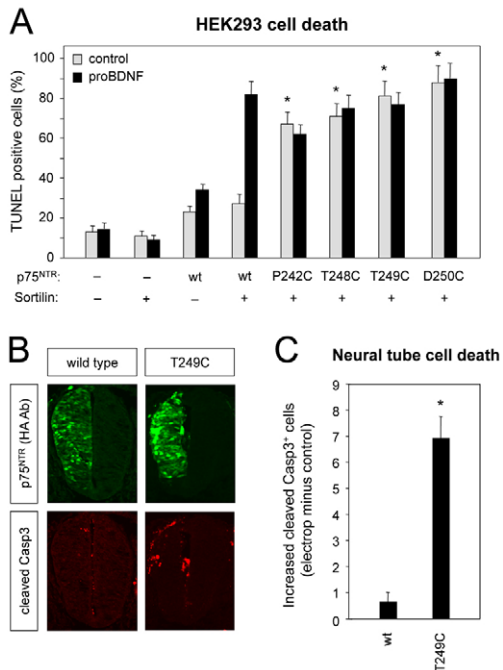 A
HEK293 cell death
TUNEL positive cells (%)
100
80
60
40
20
0
control
proBDNF
* * * *
p75NTR: – – wt wt P242C T248C T249C D250C
Sortilin: – + – + + + + +
B
wild type T249C
p75NTR (HA Ab)
cleaved Casp3
C
Neural tube cell death
Increased cleaved Casp3+ cells
(electrop minus control)
9
8
7
6
5
4
3
2
1
0
*
wt T249C